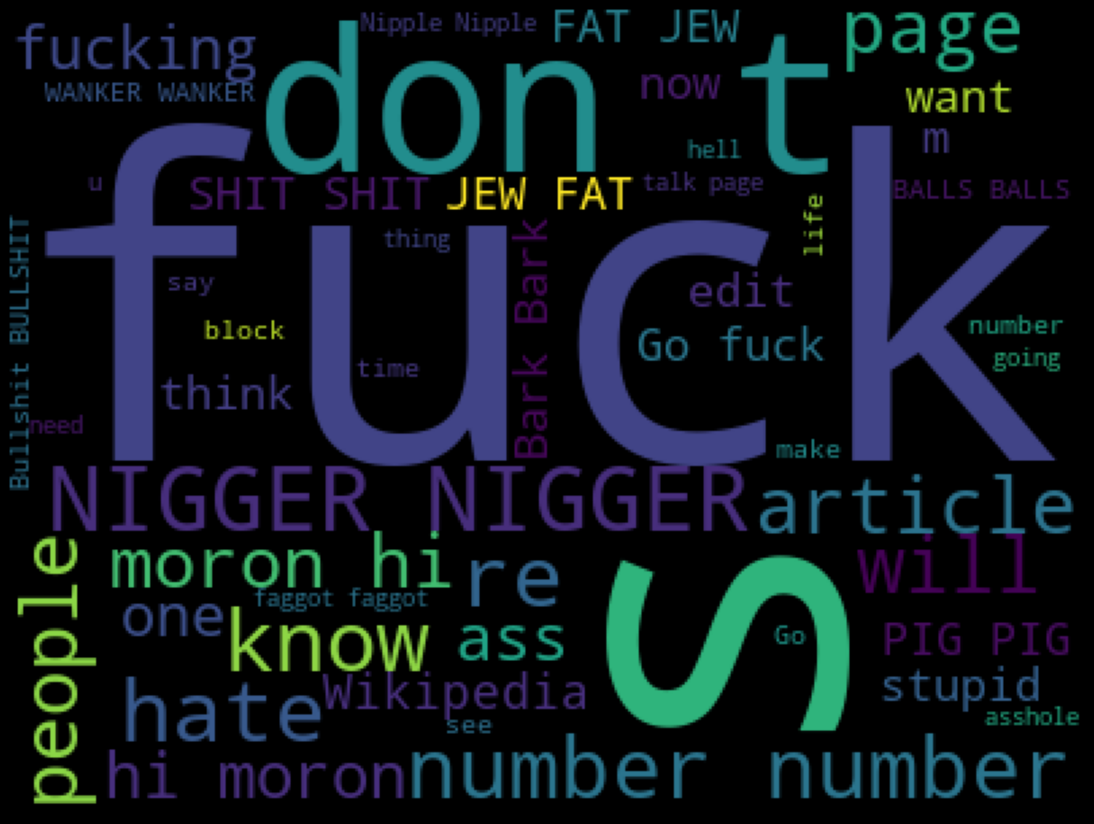 Nipple Nipple
FAT JEW
page
fucking
don t
now
want
WANKER WANKER
m
hell
fuck
u
SHIT SHIT
JEW FAT
talk page
BALLS BALLS
life
Bullshit BULLSHIT
thing
Bark Bark
say
edit
block
Go fuck
number
going
time
think
need
make
NIGGER NIGGER
article
people
moron hi
re
s
will
faggot faggot
one
know
ass
Go
PIG PIG
hate
Wikipedia
stupid
see
asshole
hi moron
number number